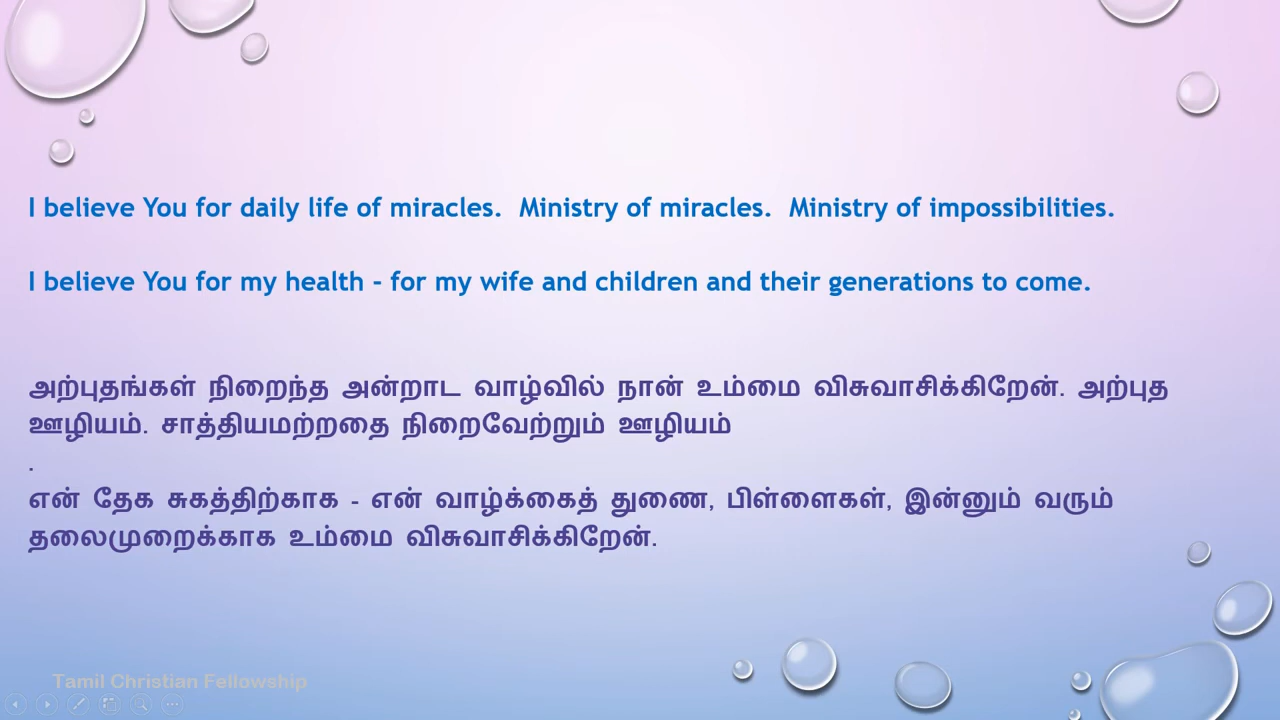 I believe You for daily life of miracles.  Ministry of miracles.  Ministry of impossibilities.
I believe You for my health - for my wife and children and their generations to come.
அற்புதங்கள் நிறைந்த அன்றாட வாழ்வில் நான் உம்மை விசுவாசிக்கிறேன். அற்புத
ஊழியம். சாத்தியமற்றதை நிறைவேற்றும் ஊழியம்
.
என் தேக சுகத்திற்காக - என் வாழ்க்கைத் துணை, பிள்ளைகள், இன்னும் வரும்
தலைமுறைக்காக உம்மை விசுவாசிக்கிறேன்.
Tamil Christian Fellowship